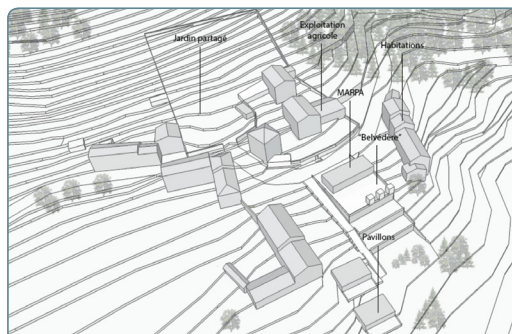 Jardin partagé
Exploitation
agricole
Habitations
MARPA
"Belvédère"
Pavillons